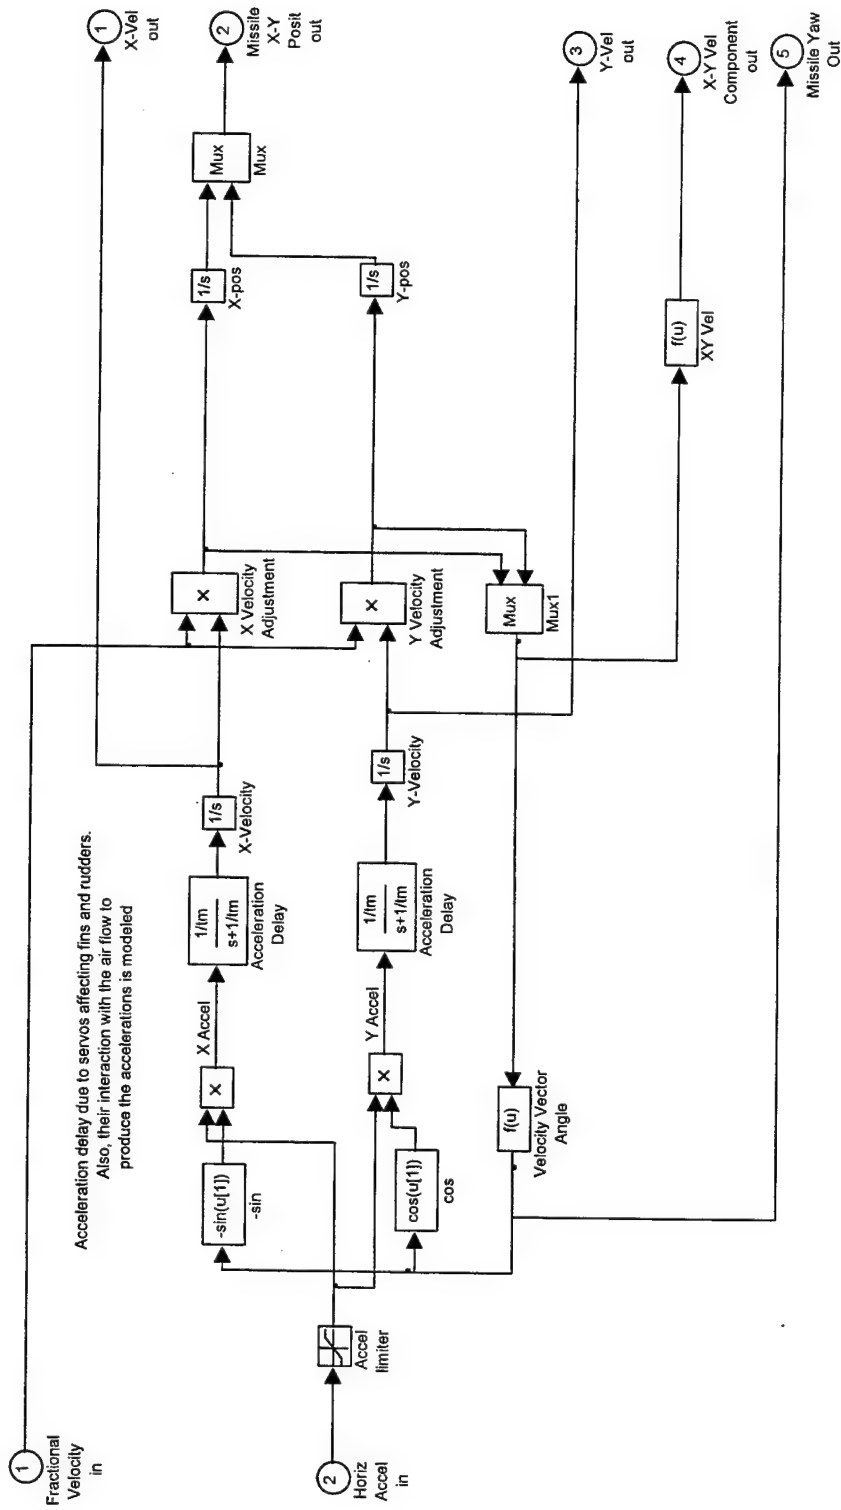 1
Fractional
Velocity
in
2
Horiz
Accel
in
Accel
limiter
Acceleration delay due to servos affecting fins and rudders.
Also, their interaction with the air flow to
produce the accelerations is modeled
-sin(u[1])
-sin
cos(u[1])
cos
x
X Accel
x
Y Accel
1/tm
s+1/tm
Acceleration
Delay
1/tm
s+1/tm
Acceleration
Delay
1/s
X-Velocity
1/s
Y-Velocity
f(u)
Velocity Vector
Angle
x
X Velocity
Adjustment
x
Y Velocity
Adjustment
Mux
Mux1
1/s
X-pos
1/s
Y-pos
f(u)
XY Vel
Mux
Mux
1
X-Vel
out
2
Missile
X-Y
Posit
out
3
Y-Vel
out
4
X-Y Vel
Component
out
5
Missile Yaw
Out